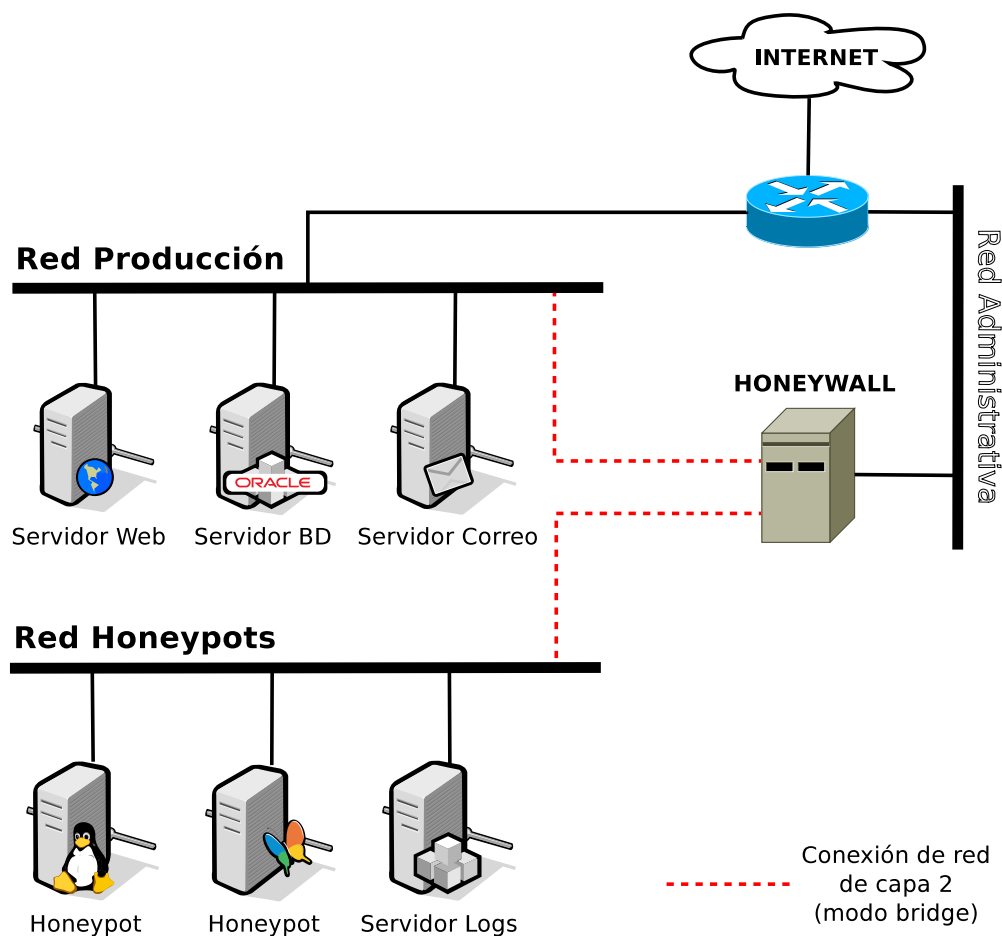 INTERNET
Red Producción
Red Administrativa
HONEYWALL
ORACLE
Servidor Web
Servidor BD
Servidor Correo
Red Honeypots
Honeypot
Honeypot
Servidor Logs
Conexión de red
de capa 2
(modo bridge)